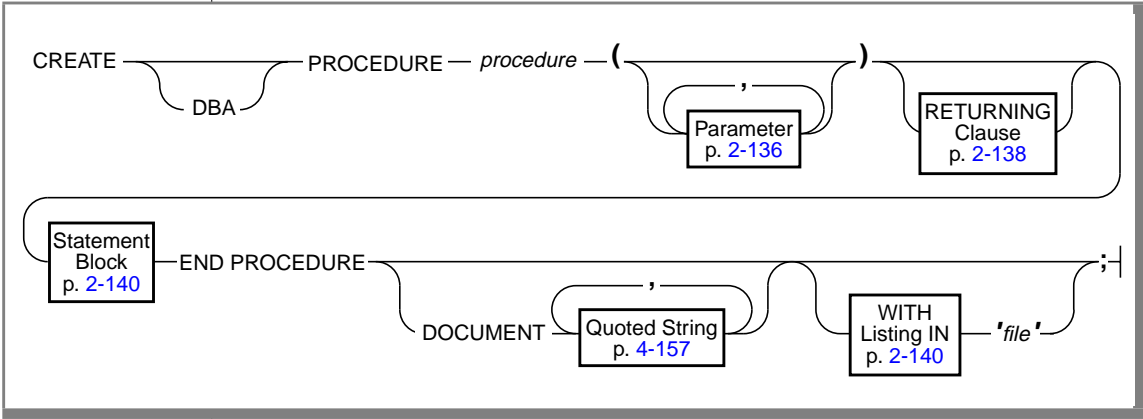 CREATE PROCEDURE procedure ( )
DBA
,
Parameter
p. 2-136
RETURNING
Clause
p. 2-138
Statement
Block
p. 2-140
END PROCEDURE
;
DOCUMENT
,
Quoted String
p. 4-157
WITH
Listing IN
p. 2-140
'file'